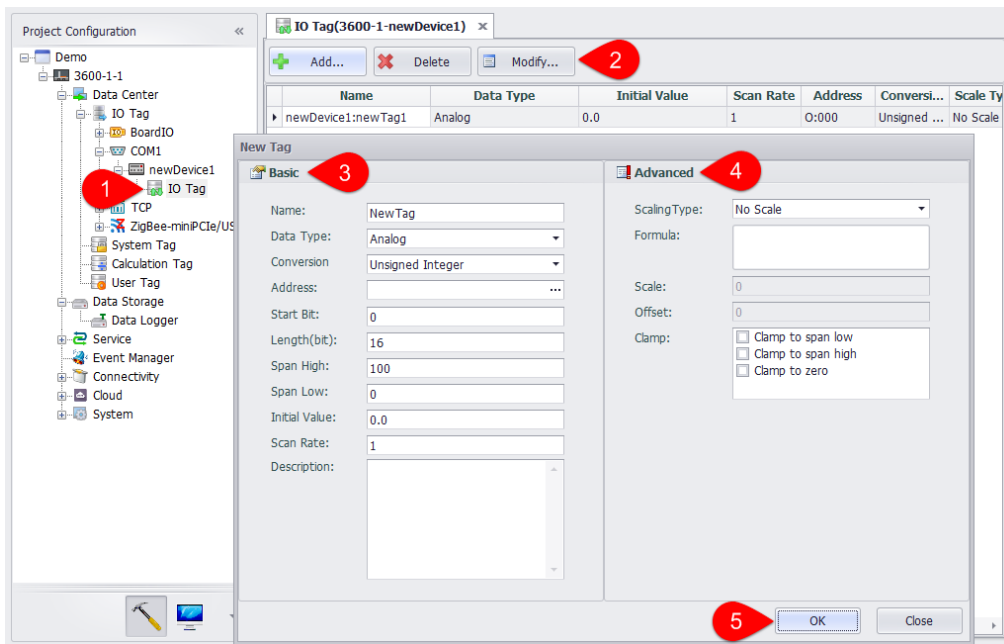 Project Configuration
«
Demo
3600-1-1
Data Center
IO Tag
BoardIO
COM1
newDevice1
1
IO Tag
TCP
ZigBee-miniPCIe/US
System Tag
Calculation Tag
User Tag
Data Storage
Data Logger
Service
Event Manager
Connectivity
Cloud
System
IO Tag(3600-1-newDevice1) ×
Add... Delete Modify... 2
Name Data Type Initial Value Scan Rate Address Conversi... Scale Ty
newDevice1:newTag1 Analog 0.0 1 O:000 Unsigned ... No Scale
New Tag
Basic 3
Name: NewTag
Data Type: Analog
Conversion Unsigned Integer
Address: ...
Start Bit: 0
Length(bit): 16
Span High: 100
Span Low: 0
Initial Value: 0.0
Scan Rate: 1
Description:
Advanced 4
ScalingType: No Scale
Formula:
Scale: 0
Offset: 0
Clamp: Clamp to span low
Clamp to span high
Clamp to zero
5 OK Close